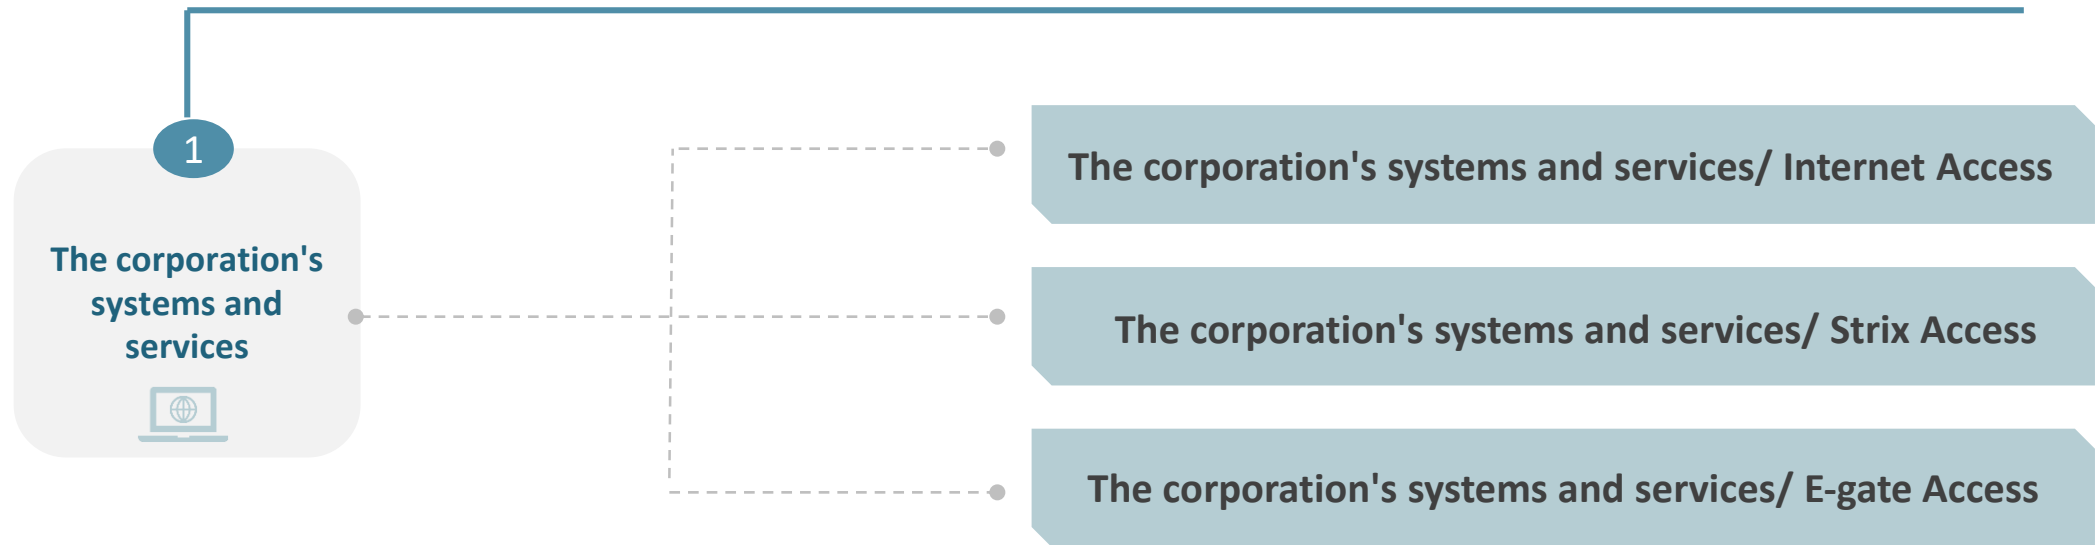 1
The corporation's
systems and
services
The corporation's systems and services/ Internet Access
The corporation's systems and services/ Strix Access
The corporation's systems and services/ E-gate Access